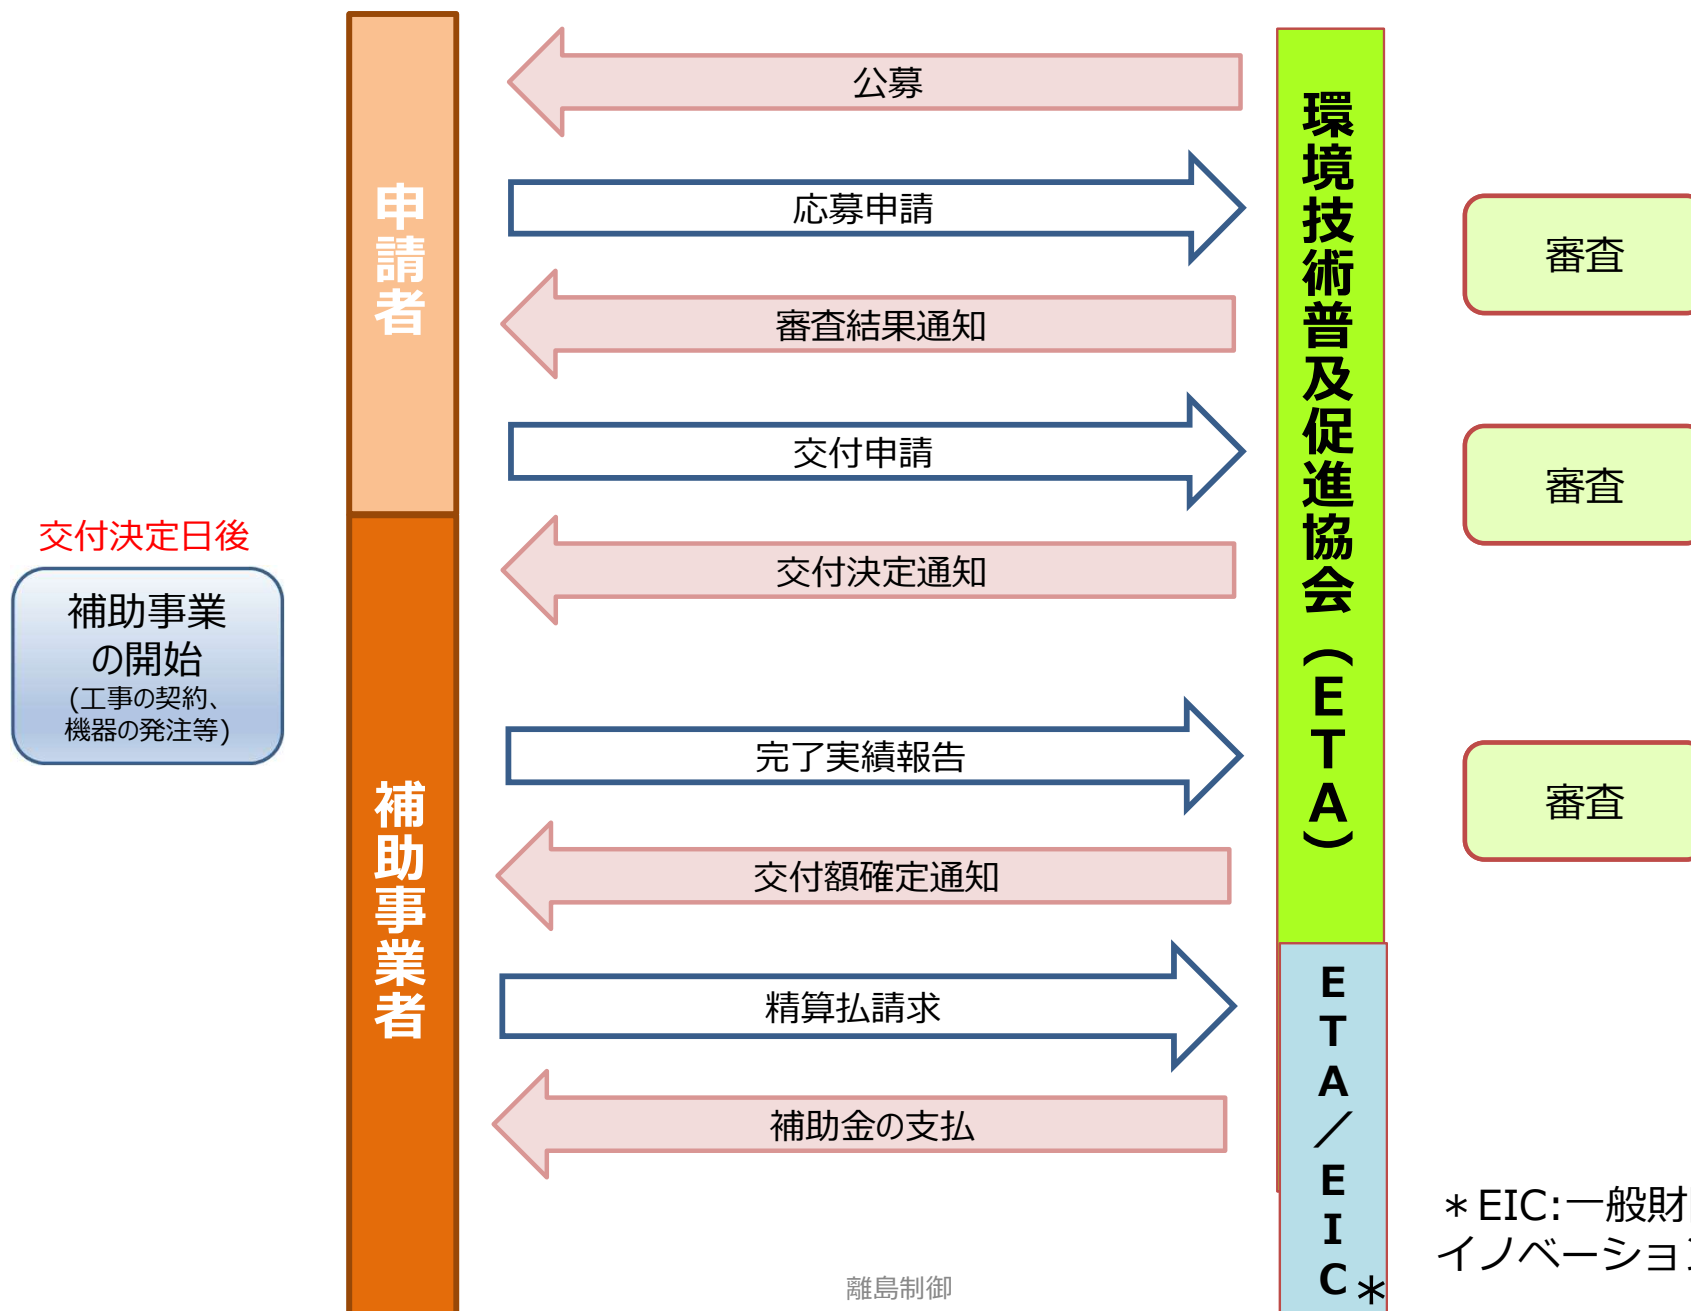 公募
応募申請
審査結果通知
交付申請
交付決定通知
完了実績報告
交付額確定通知
精算払請求
補助金の支払
申請者
補助事業者
交付決定日後
補助事業
の開始
(工事の契約、
機器の発注等)
環境技術普及促進協会（ETA）
ETA／EIC＊
審査
審査
審査
＊EIC:一般財
イノベーション
離島制御